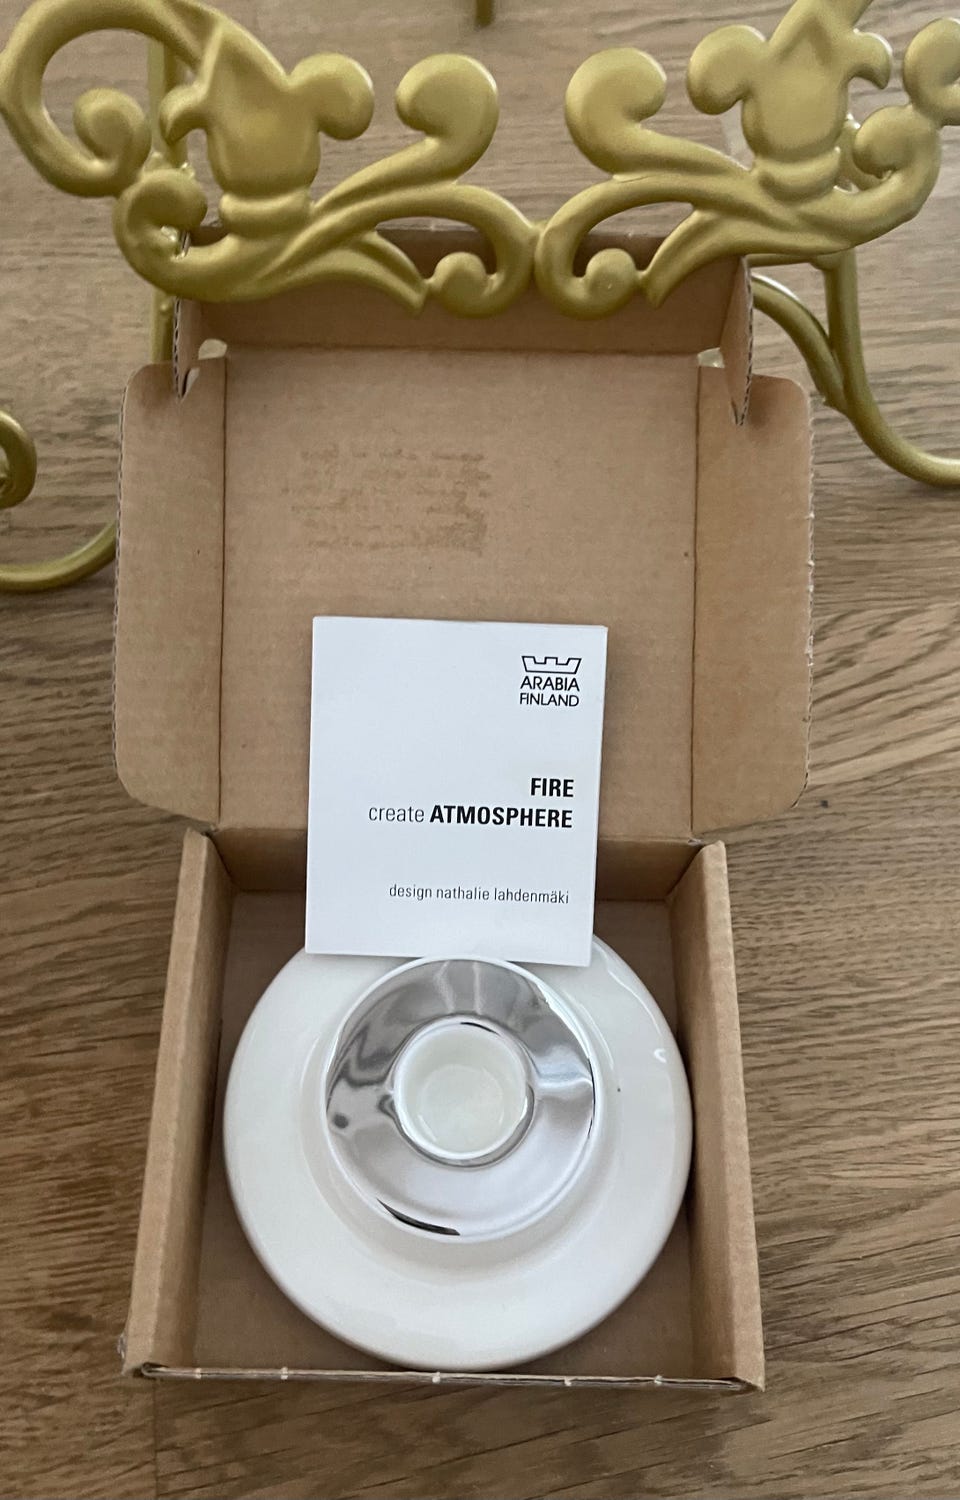 ARABIA
FINLAND
FIRE
create ATMOSPHERE
design nathalie lahdenmäki